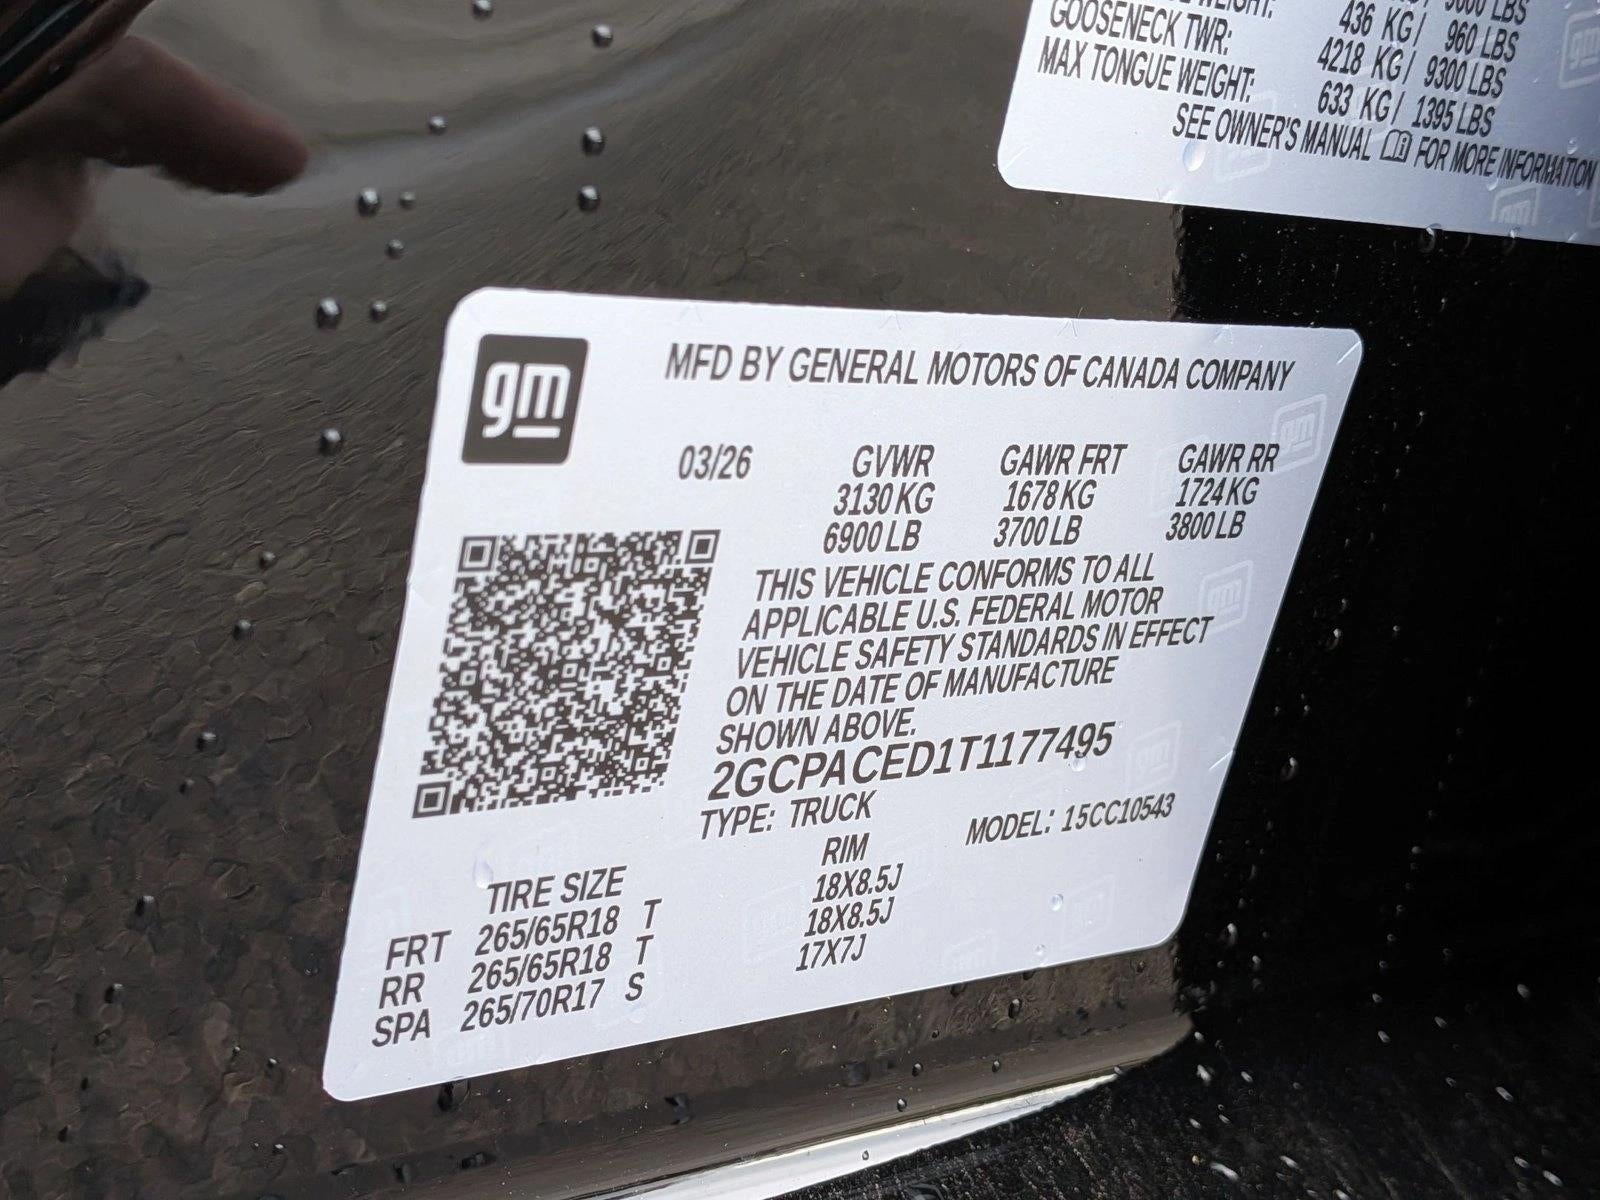 436 KG/ 960 LBS
GOOSENECK TWR: 4218 KG/ 9300 LBS
MAX TONGUE WEIGHT: 633 KG/ 1395 LBS
SEE OWNER'S MANUAL FOR MORE INFORMATION
gm
MFD BY GENERAL MOTORS OF CANADA COMPANY
03/26 GVWR GAWR FRT GAWR RR
3130 KG 1678 KG 1724 KG
6900 LB 3700 LB 3800 LB
THIS VEHICLE CONFORMS TO ALL
APPLICABLE U.S. FEDERAL MOTOR
VEHICLE SAFETY STANDARDS IN EFFECT
ON THE DATE OF MANUFACTURE
SHOWN ABOVE.
2GCPACED1T1177495
TYPE: TRUCK MODEL: 15CC10543
TIRE SIZE RIM
FRT 265/65R18 T 18X8.5J
RR 265/65R18 T 18X8.5J
SPA 265/70R17 S 17X7J